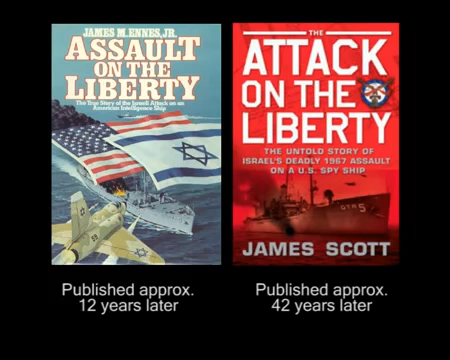 JAMES M. ENNES, JR.
ASSAULT
ON THE
LIBERTY
The True Story of the Israeli Attack on an
American Intelligence Ship
THE
ATTACK
ON THE
LIBERTY
THE UNTOLD STORY OF
ISRAEL'S DEADLY 1967 ASSAULT
ON A U.S. SPY SHIP
GTR 5
JAMES SCOTT
Published approx.
12 years later
Published approx.
42 years later